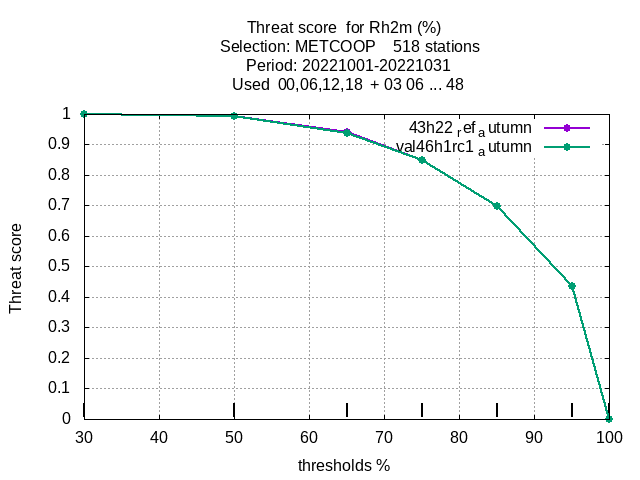 Threat score for Rh2m (%)
Selection: METCOOP 518 stations
Period: 20221001-20221031
Used 00,06,12,18 + 03 06 ... 48
43h22 ref autumn
val46h1rc1 autumn
1
0.9
0.8
0.7
0.6
0.5
0.4
0.3
0.2
0.1
0
Threat score
30 40 50 60 70 80 90 100
thresholds %